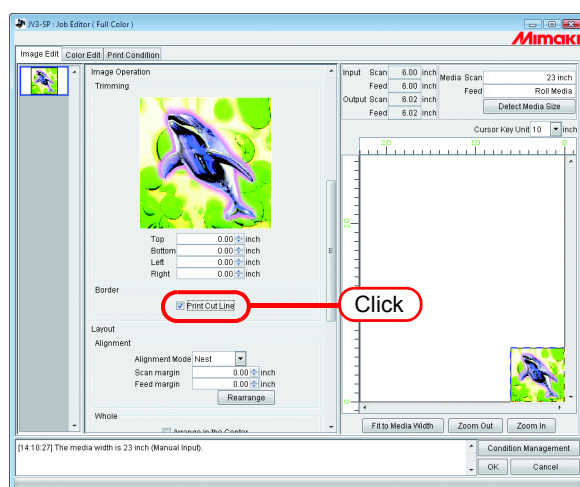 JV3-SP : Job Editor ( Full Color )
Mimaki
Image Edit Color Edit Print Condition
Image Operation
Trimming
Top 0.00 inch
Bottom 0.00 inch
Left 0.00 inch
Right 0.00 inch
Border
Print Cut Line
Click
Layout
Alignment
Alignment Mode Nest
Scan margin 0.00 inch
Feed margin 0.00 inch
Rearrange
Whole
Arrange in the Center
Input Scan 6.00 inch
Feed 6.00 inch
Output Scan 6.02 inch
Feed 6.02 inch
Media Scan 23 inch
Feed Roll Media
Detect Media Size
Cursor Key Unit 10 inch
20 10 0
20
0
Fit to Media Width Zoom Out Zoom In
[14:10:27] The media width is 23 inch (Manual Input).
Condition Management
OK Cancel